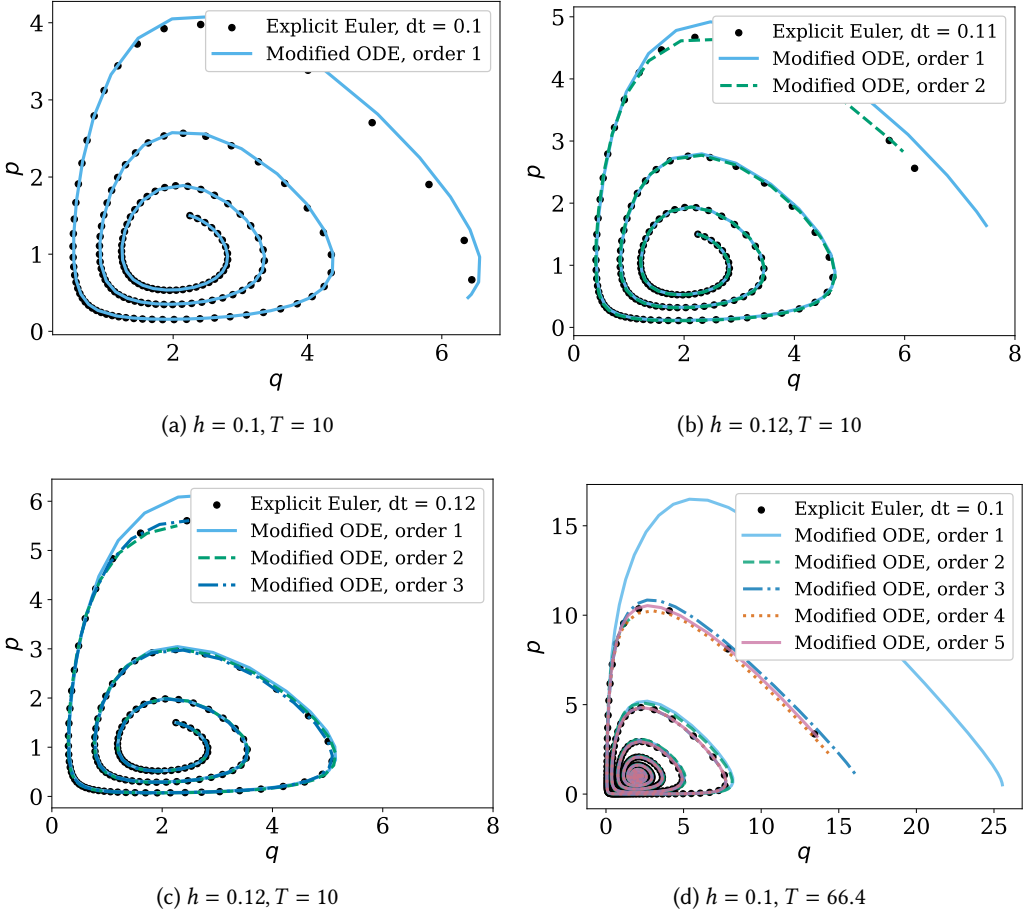 4
3
2
1
0
p
2
4
6
q
Explicit Euler, dt = 0.1
Modified ODE, order 1
(a) h = 0.1, T = 10
5
4
3
2
1
0
p
0
2
4
6
8
q
Explicit Euler, dt = 0.11
Modified ODE, order 1
Modified ODE, order 2
(b) h = 0.12, T = 10
6
5
4
3
2
1
0
p
0
2
4
6
8
q
Explicit Euler, dt = 0.12
Modified ODE, order 1
Modified ODE, order 2
Modified ODE, order 3
(c) h = 0.12, T = 10
15
10
5
0
p
0
5
10
15
20
25
q
Explicit Euler, dt = 0.1
Modified ODE, order 1
Modified ODE, order 2
Modified ODE, order 3
Modified ODE, order 4
Modified ODE, order 5
(d) h = 0.1, T = 66.4